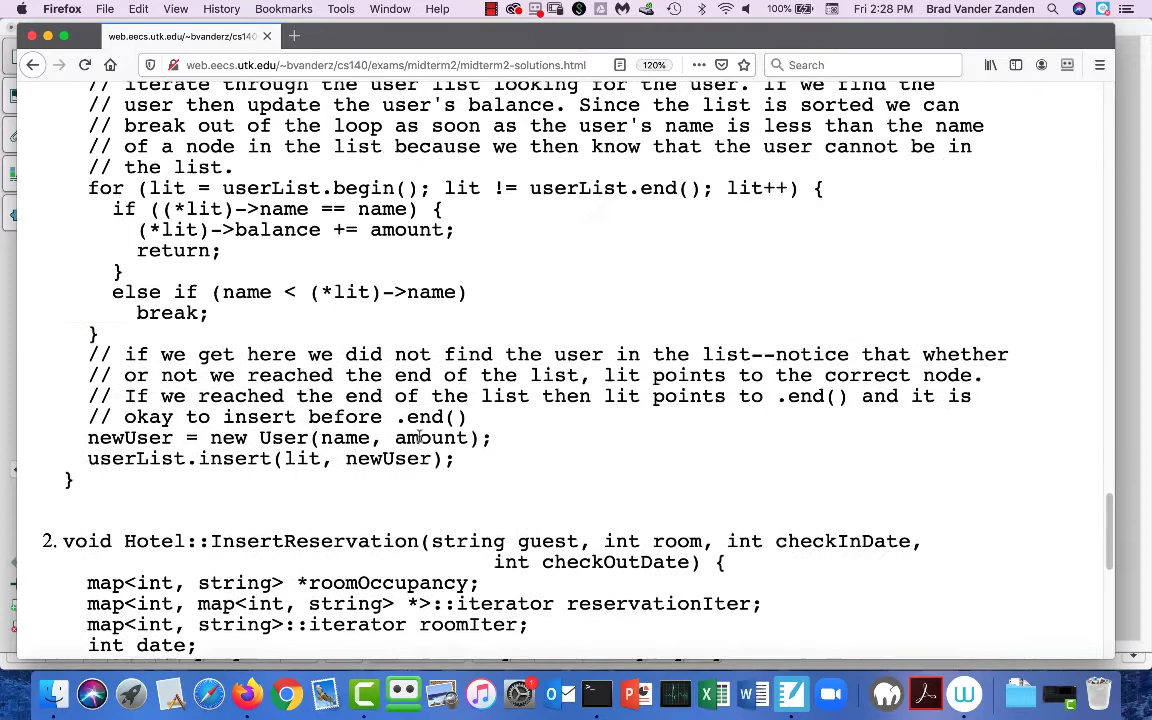 Firefox File Edit View History Bookmarks Tools Window Help 100% Fri 2:28 PM Brad Vander Zanden
web.eecs.utk.edu/~bvanderz/cs140
web.eecs.utk.edu/~bvanderz/cs140/exams/midterm2/midterm2-solutions.html 120% Search
// iterate through the user list looking for the user. If we find the
// user then update the user's balance. Since the list is sorted we can
// break out of the loop as soon as the user's name is less than the name
// of a node in the list because we then know that the user cannot be in
// the list.
for (lit = userList.begin(); lit != userList.end(); lit++) {
if ((*lit)->name == name) {
(*lit)->balance += amount;
return;
}
else if (name < (*lit)->name)
break;
}
// if we get here we did not find the user in the list--notice that whether
// or not we reached the end of the list, lit points to the correct node.
// If we reached the end of the list then lit points to .end() and it is
// okay to insert before .end()
newUser = new User(name, amount);
userList.insert(lit, newUser);
}
2. void Hotel::InsertReservation(string guest, int room, int checkInDate,
int checkOutDate) {
map<int, string> *roomOccupancy;
map<int, map<int, string> *>::iterator reservationIter;
map<int, string>::iterator roomIter;
int date;